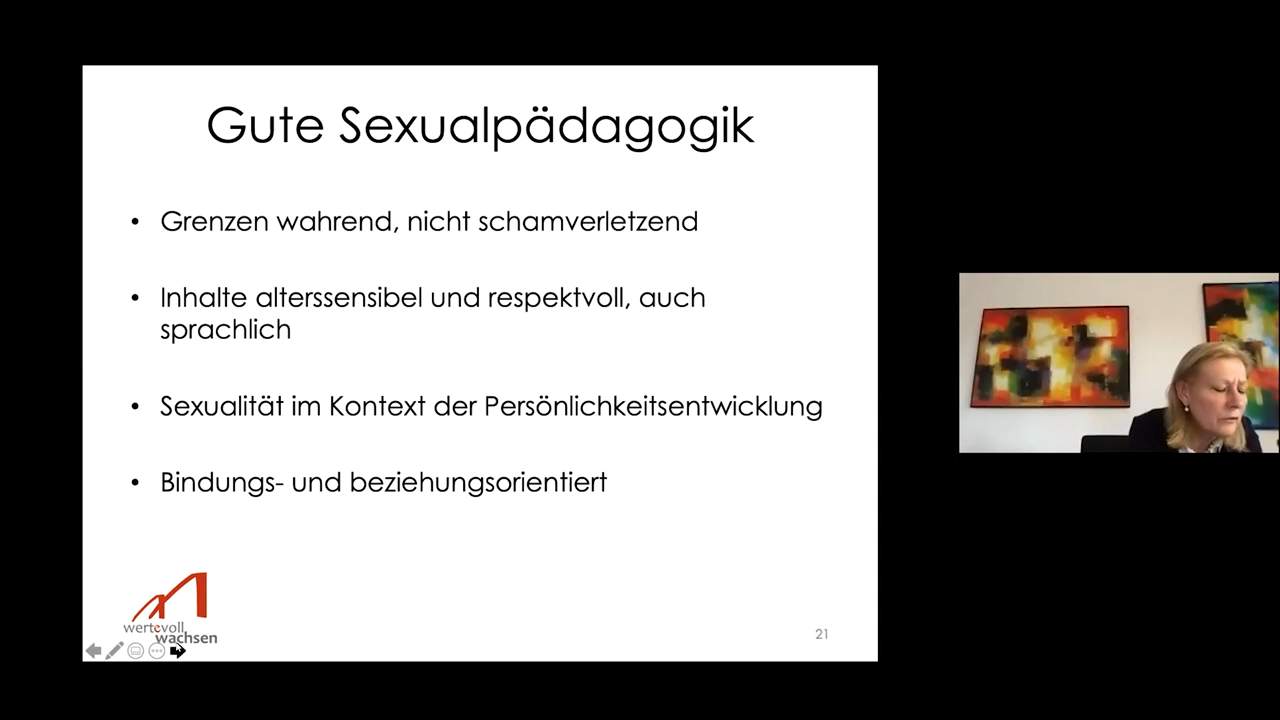 Gute Sexualpädagogik
• Grenzen wahrend, nicht schamverletzend
• Inhalte alterssensibel und respektvoll, auch
sprachlich
• Sexualität im Kontext der Persönlichkeitsentwicklung
• Bindungs- und beziehungsorientiert
wertevoll
wachsen
21